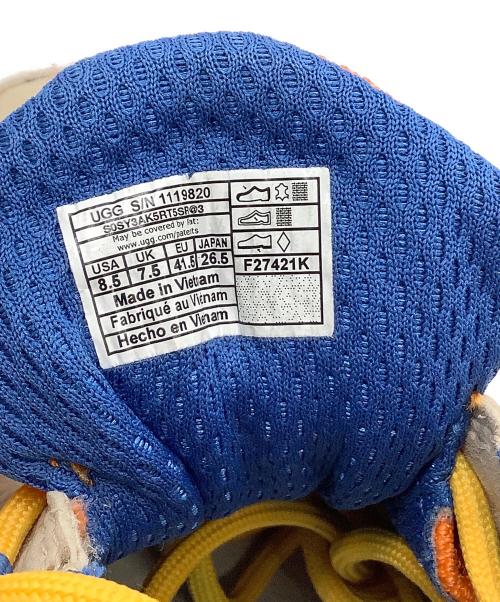 UGG S/N 1119820
S0SY3AK5RT5SR@3
May be covered by pat:
www.ugg.com/patents
USA UK EU JAPAN
8.5 7.5 41.5 26.5
F27421K
Made in Vietnam
Fabriqué au Vietnam
Hecho en Vietnam